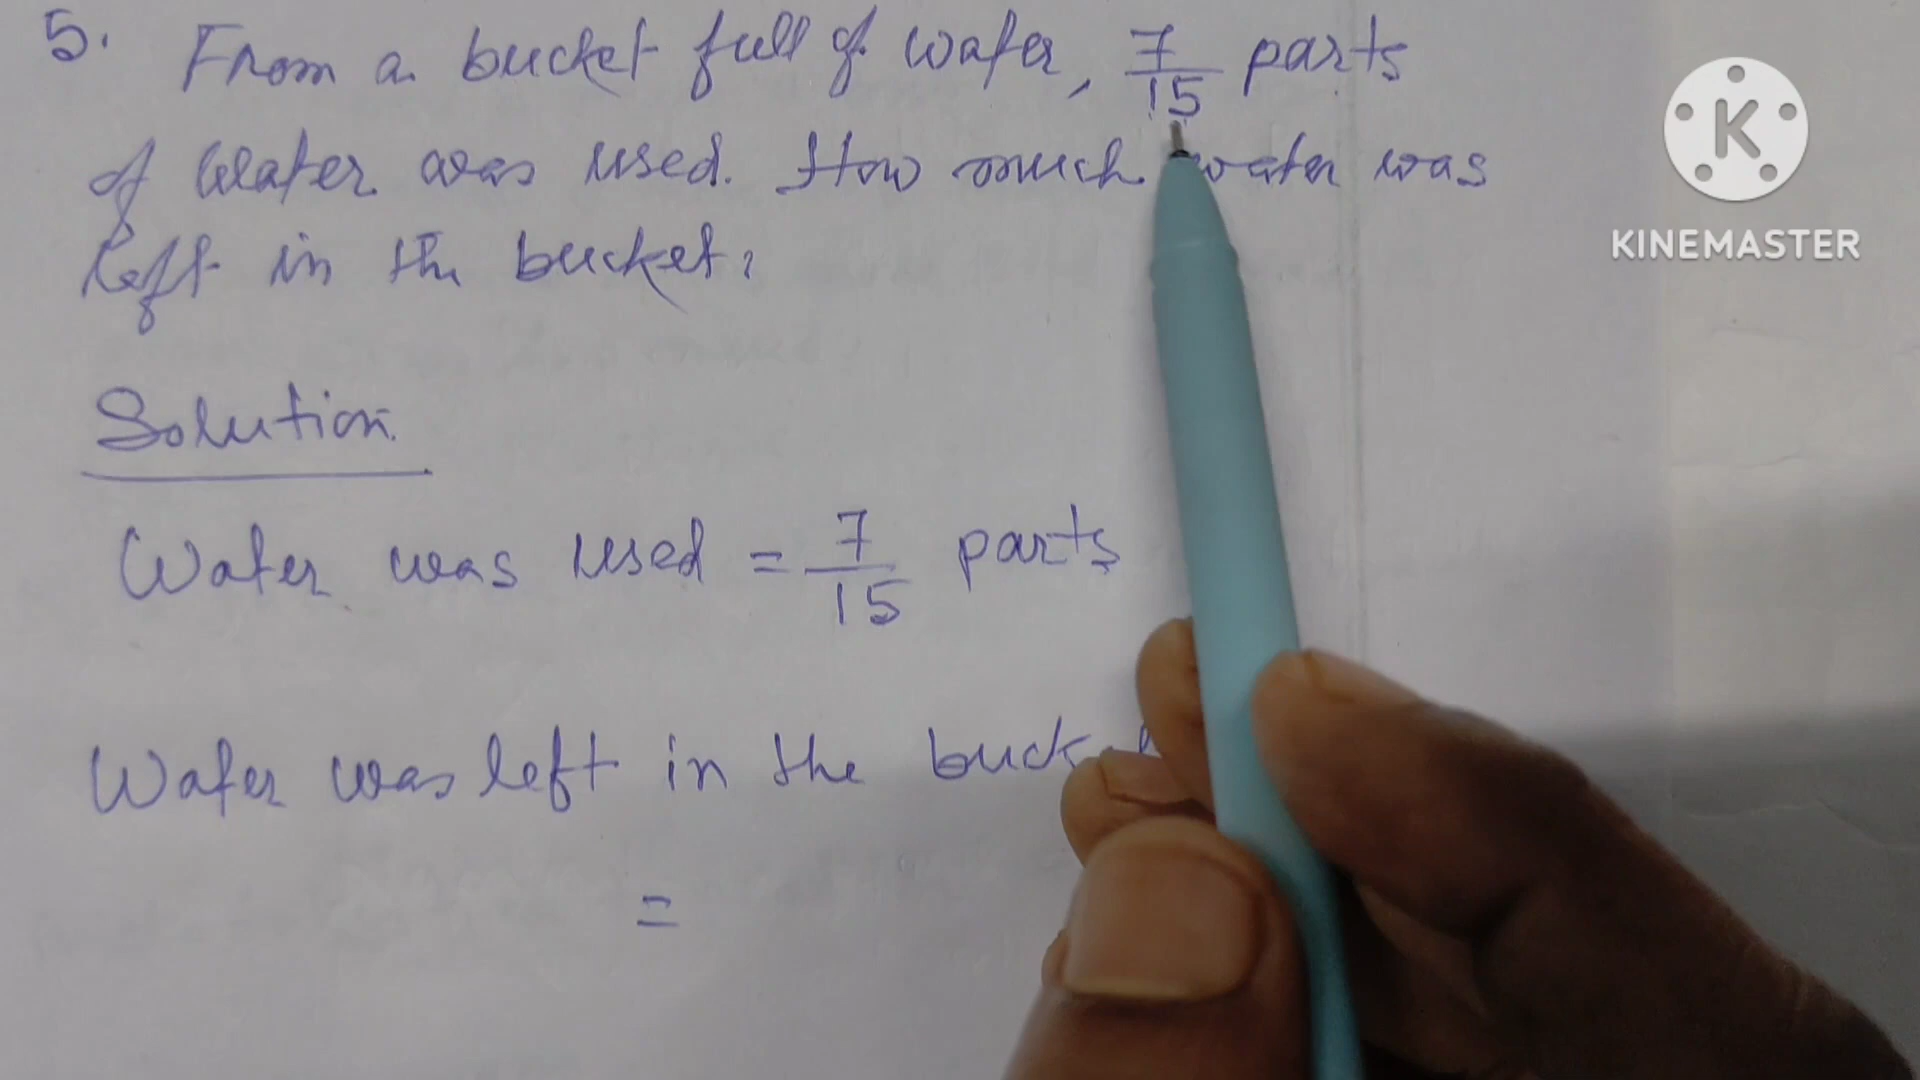 5. From a bucket full of water, 7/15 parts
of water was used. How much water was
left in the bucket?
Solution
Water was used = 7/15 parts
Water was left in the
=
K
KINEMASTER